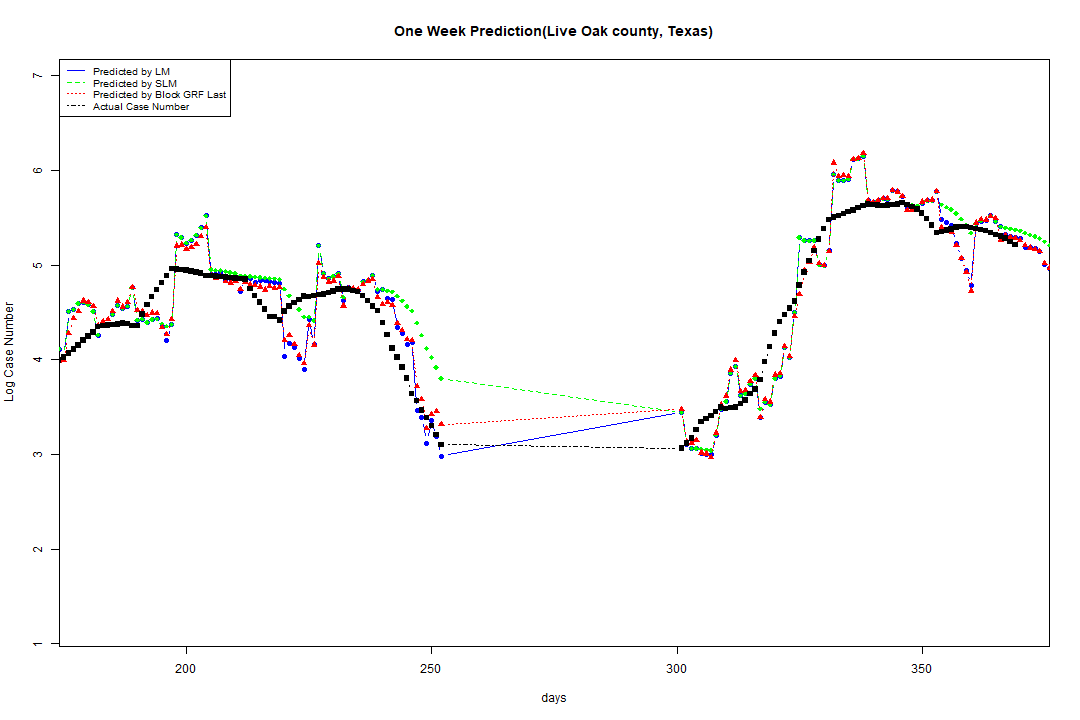 One Week Prediction(Live Oak county, Texas)
Predicted by LM
Predicted by SLM
Predicted by Block GRF Last
Actual Case Number
Log Case Number
7
6
5
4
3
2
1
200
250
300
350
days